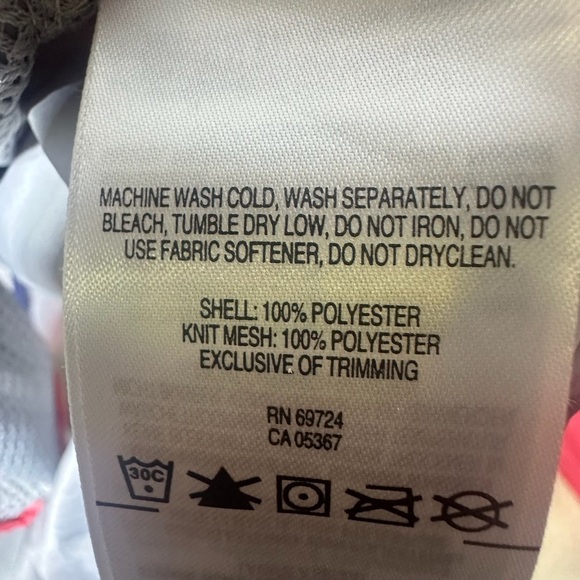 MACHINE WASH COLD, WASH SEPARATELY, DO NOT
BLEACH, TUMBLE DRY LOW, DO NOT IRON, DO NOT
USE FABRIC SOFTENER, DO NOT DRYCLEAN.
SHELL: 100% POLYESTER
KNIT MESH: 100% POLYESTER
EXCLUSIVE OF TRIMMING
RN 69724
CA 05367
30C